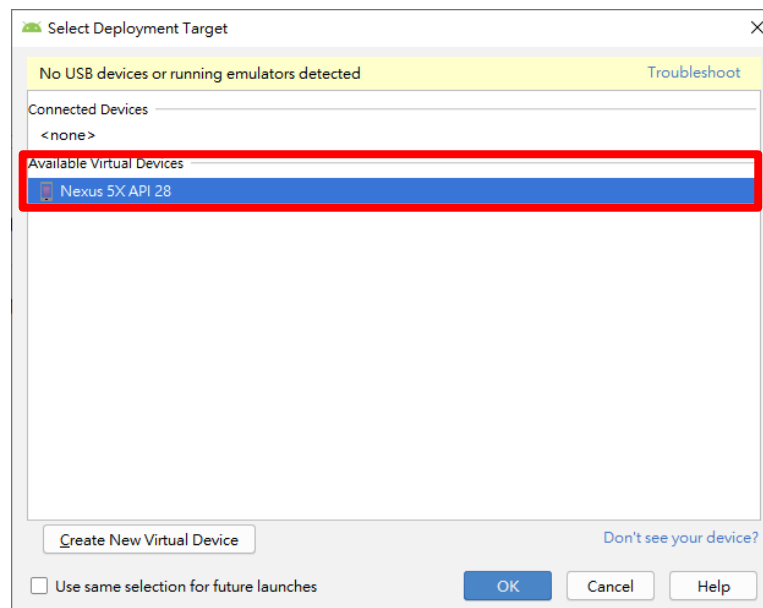 Select Deployment Target
No USB devices or running emulators detected Troubleshoot
Connected Devices
<none>
Available Virtual Devices
Nexus 5X API 28
Create New Virtual Device Don't see your device?
Use same selection for future launches OK Cancel Help